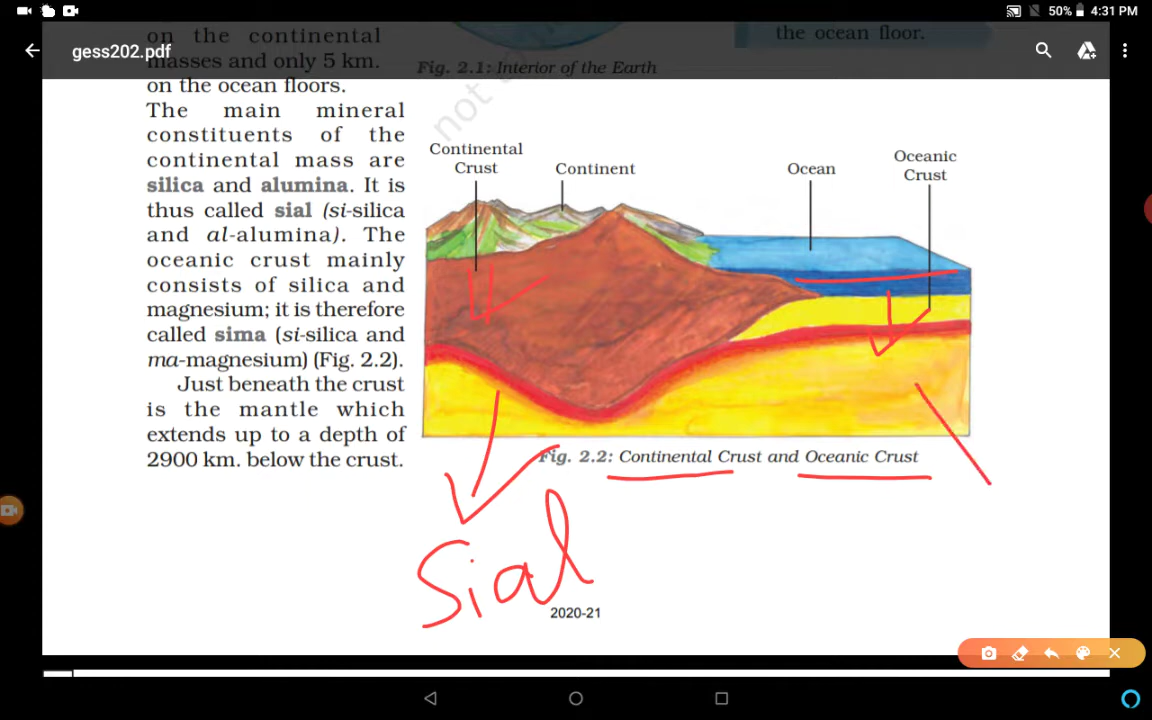 50% 4:31 PM
gess202.pdf
on the continental
masses and only 5 km.
on the ocean floors.
The main mineral
constituents of the
continental mass are
silica and alumina. It is
thus called sial (si-silica
and al-alumina). The
oceanic crust mainly
consists of silica and
magnesium; it is therefore
called sima (si-silica and
ma-magnesium) (Fig. 2.2).
Just beneath the crust
is the mantle which
extends up to a depth of
2900 km. below the crust.
the ocean floor.
Fig. 2.1: Interior of the Earth
not
Continental
Crust
Continent
Ocean
Oceanic
Crust
Fig. 2.2: Continental Crust and Oceanic Crust
Sial
2020-21